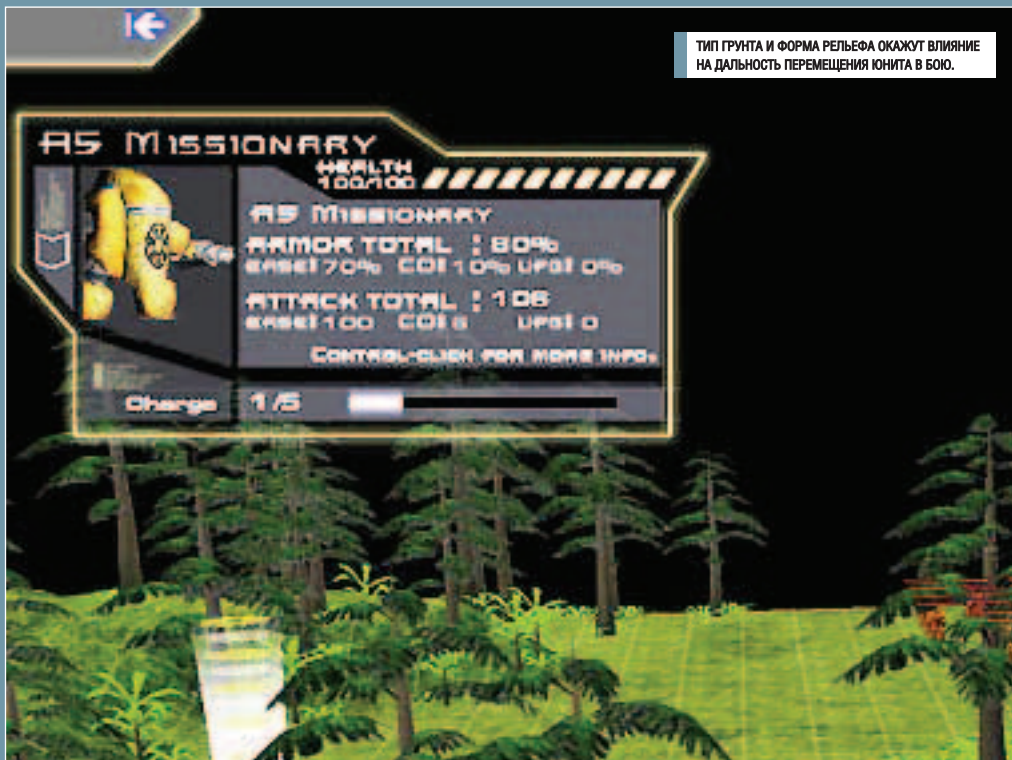 ТИП ГРУНТА И ФОРМА РЕЛЬЕФА ОКАЖУТ ВЛИЯНИЕ
НА ДАЛЬНОСТЬ ПЕРЕМЕЩЕНИЯ ЮНИТА В БОЮ.
A5 MISSIONARY
HEALTH
100/100
A5 MISSIONARY
ARMOR TOTAL : 80%
BASE: 70% CO: 10% UPG: 0%
ATTACK TOTAL : 106
BASE: 100 CO: 6 UPG: 0
CONTROL-CLICK FOR MORE INFO.
Charge 1/5